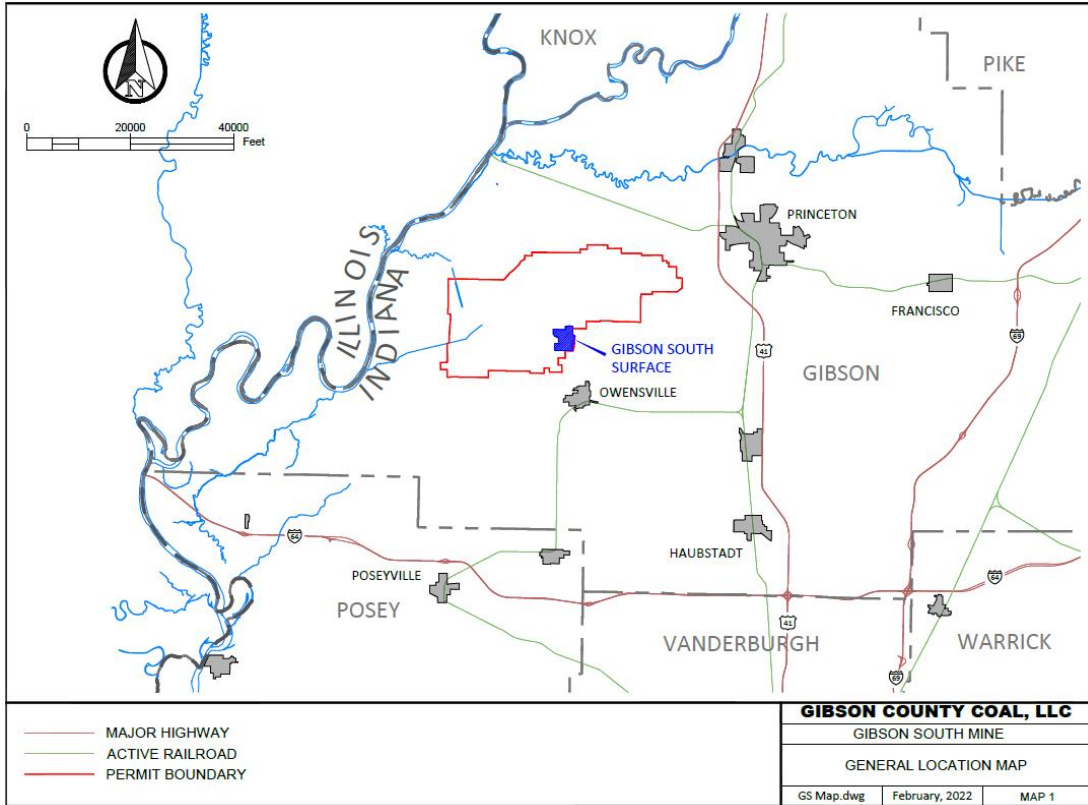 KNOX
PIKE
N
0 20000 40000
Feet
PRINCETON
ILLINOIS
INDIANA
FRANCISCO
69
GIBSON SOUTH
SURFACE
41
GIBSON
OWENSVILLE
64
HAUBSTADT
POSEYVILLE
64
POSEY
41
VANDERBURGH
WARRICK
69
MAJOR HIGHWAY
ACTIVE RAILROAD
PERMIT BOUNDARY
GIBSON COUNTY COAL, LLC
GIBSON SOUTH MINE
GENERAL LOCATION MAP
GS Map.dwg February, 2022 MAP 1